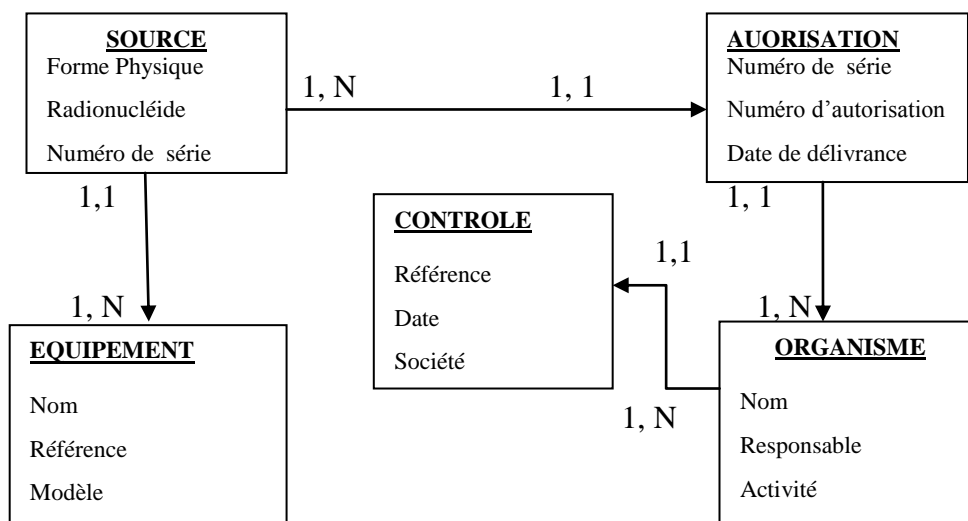 SOURCE
Forme Physique
Radionucléide
Numéro de série
1, N
1, 1
AUORISATION
Numéro de série
Numéro d'autorisation
Date de délivrance
1,1
1, 1
CONTROLE
Référence
Date
Société
1,1
1, N
1, N
1, N
EQUIPEMENT
Nom
Référence
Modèle
ORGANISME
Nom
Responsable
Activité